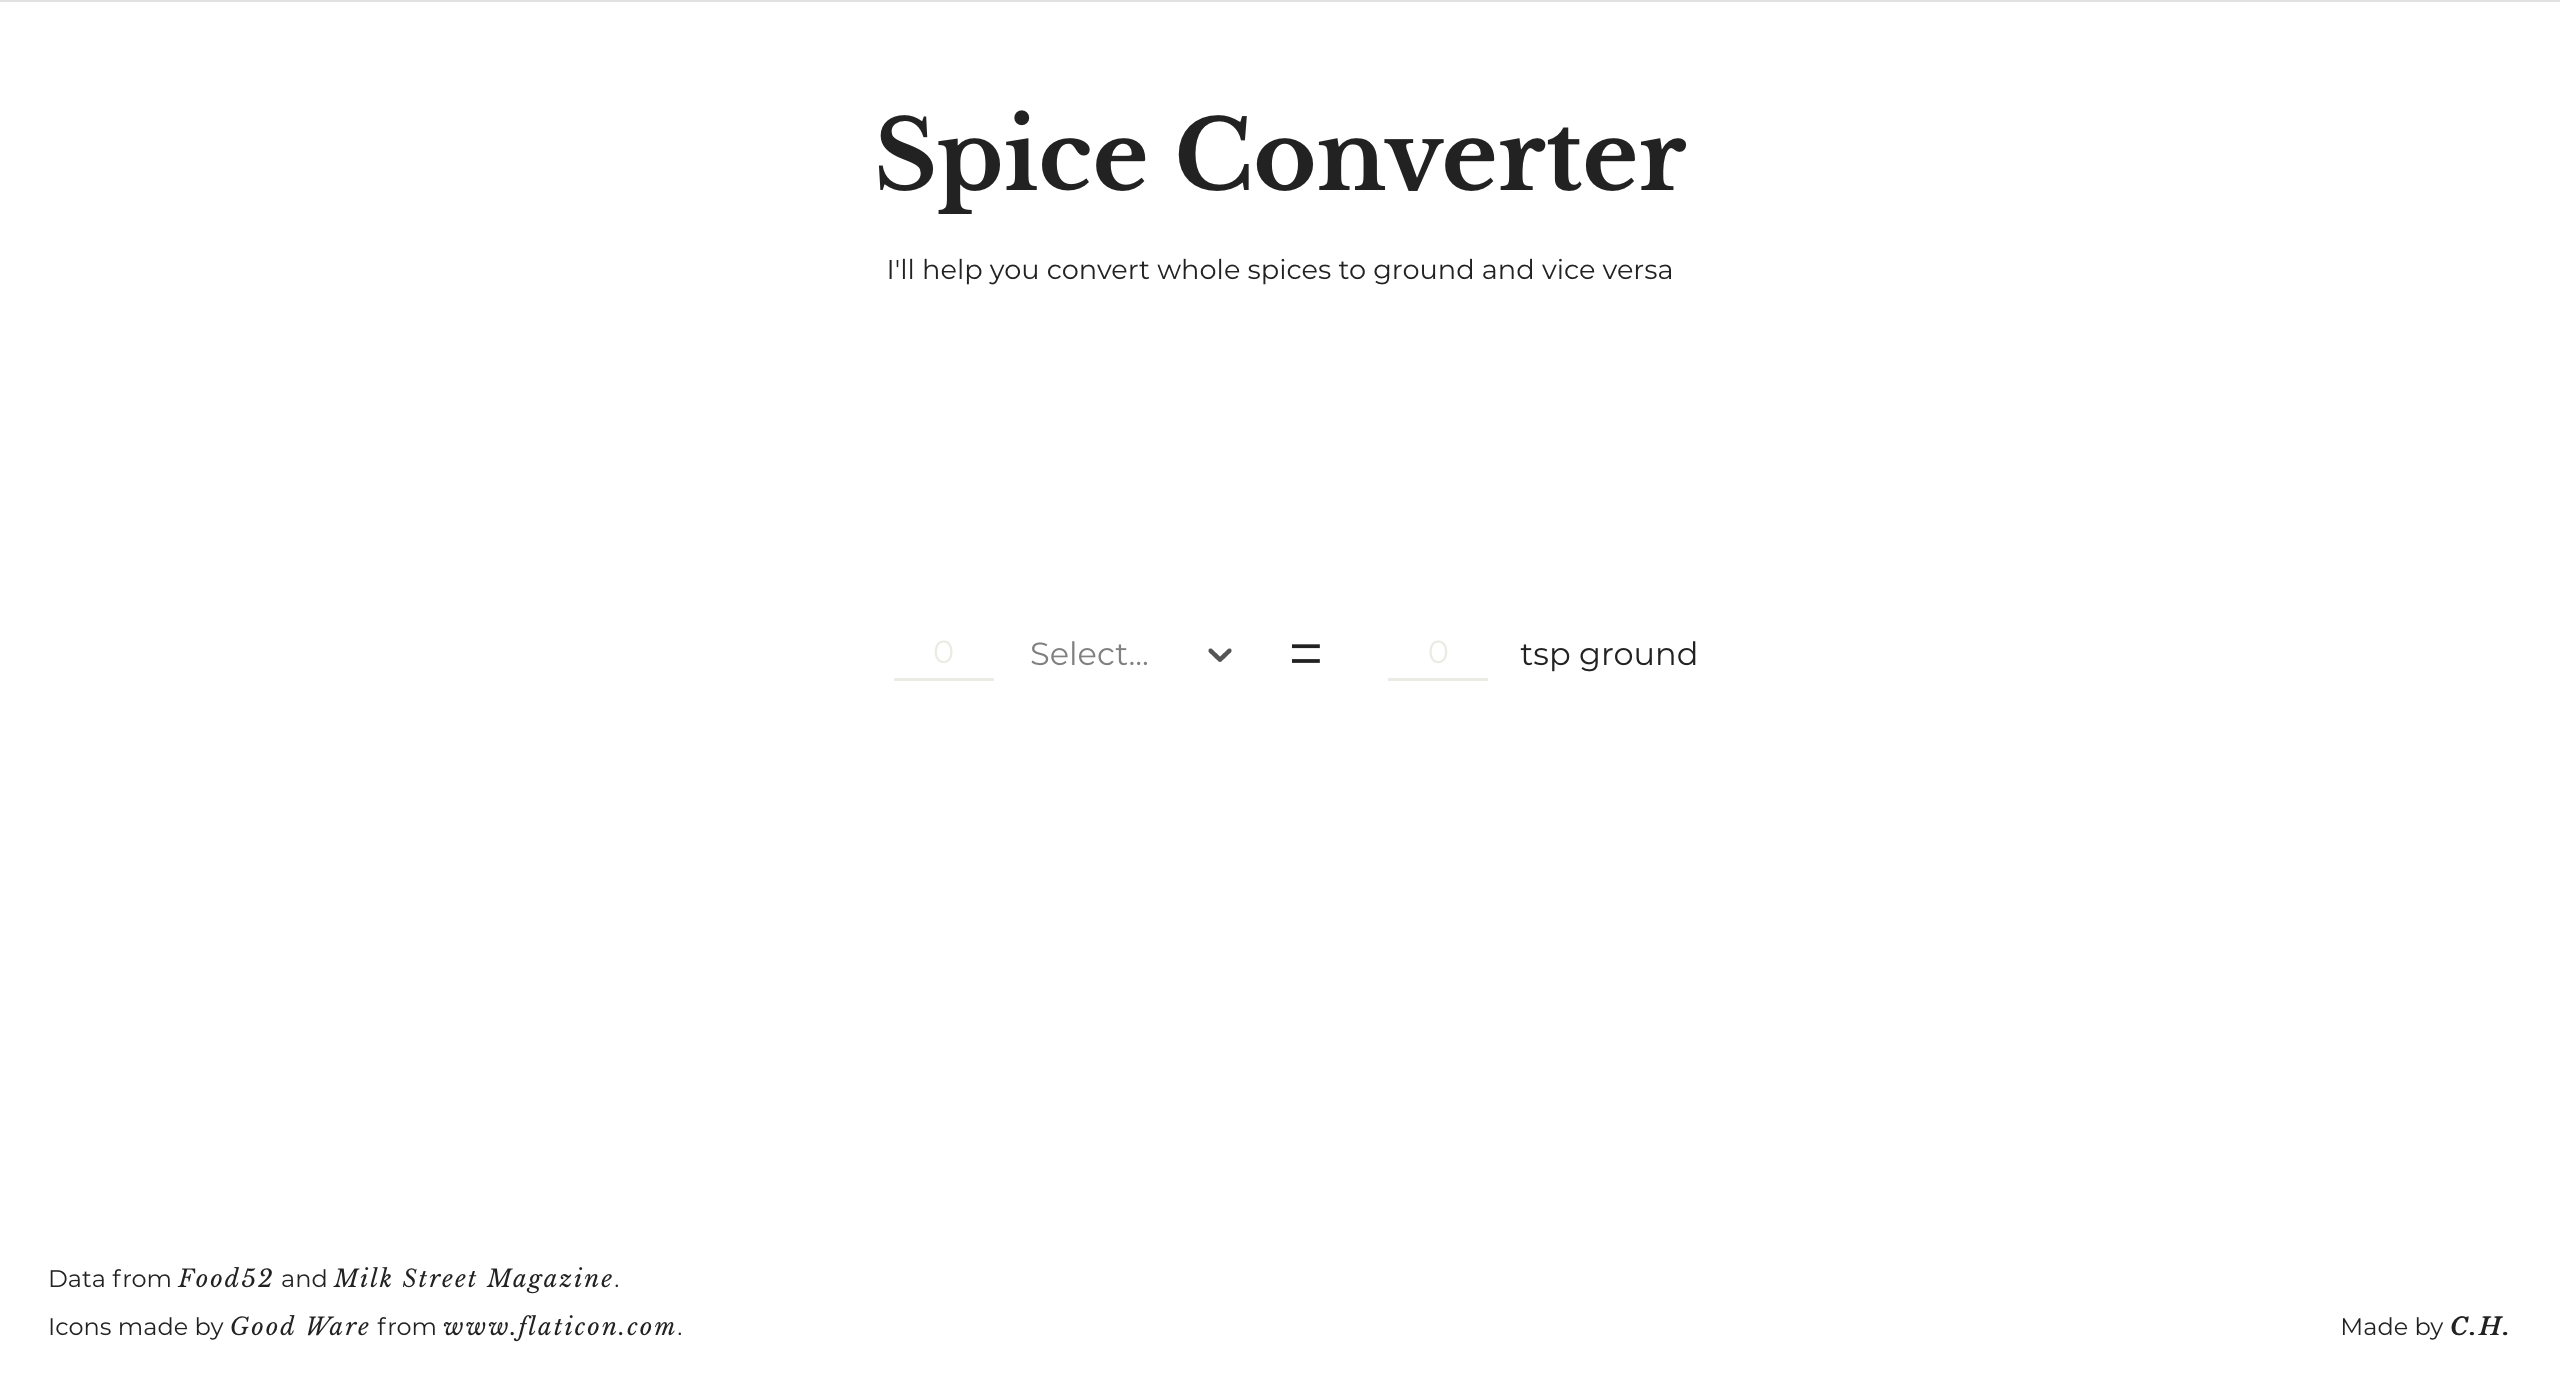 Spice Converter
I'll help you convert whole spices to ground and vice versa
0 Select... = 0 tsp ground
Data from Food52 and Milk Street Magazine.
Icons made by Good Ware from www.flaticon.com.
Made by C.H.